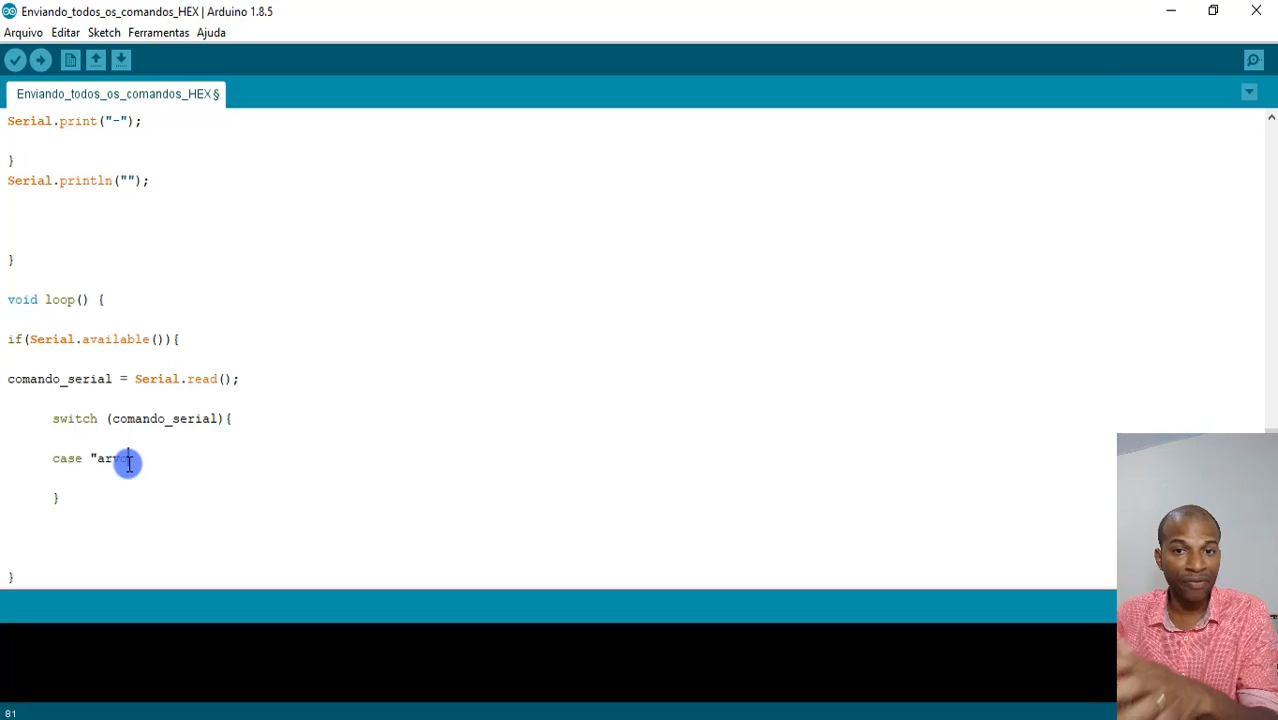 Enviando_todos_os_comandos_HEX | Arduino 1.8.5
Arquivo Editar Sketch Ferramentas Ajuda
Enviando_todos_os_comandos_HEX §
Serial.print("-");
}
Serial.println("");
}
void loop() {
if(Serial.available()){
comando_serial = Serial.read();
switch (comando_serial){
case "arvo
}
}
81